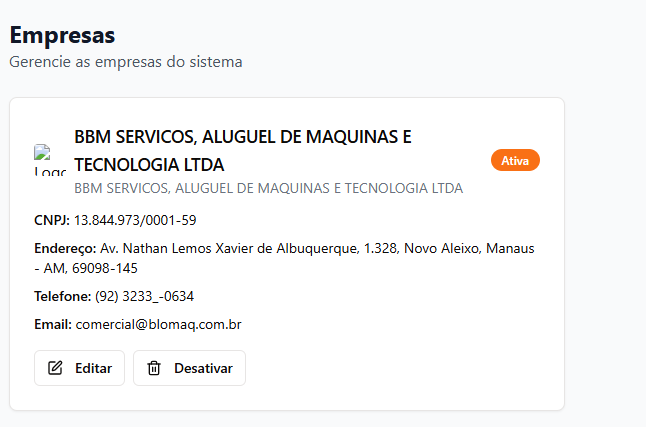 Empresas
Gerencie as empresas do sistema
BBM SERVICOS, ALUGUEL DE MAQUINAS E
TECNOLOGIA LTDA
Ativa
BBM SERVICOS, ALUGUEL DE MAQUINAS E TECNOLOGIA LTDA
CNPJ: 13.844.973/0001-59
Endereço: Av. Nathan Lemos Xavier de Albuquerque, 1.328, Novo Aleixo, Manaus
- AM, 69098-145
Telefone: (92) 3233_-0634
Email: comercial@blomaq.com.br
Editar
Desativar